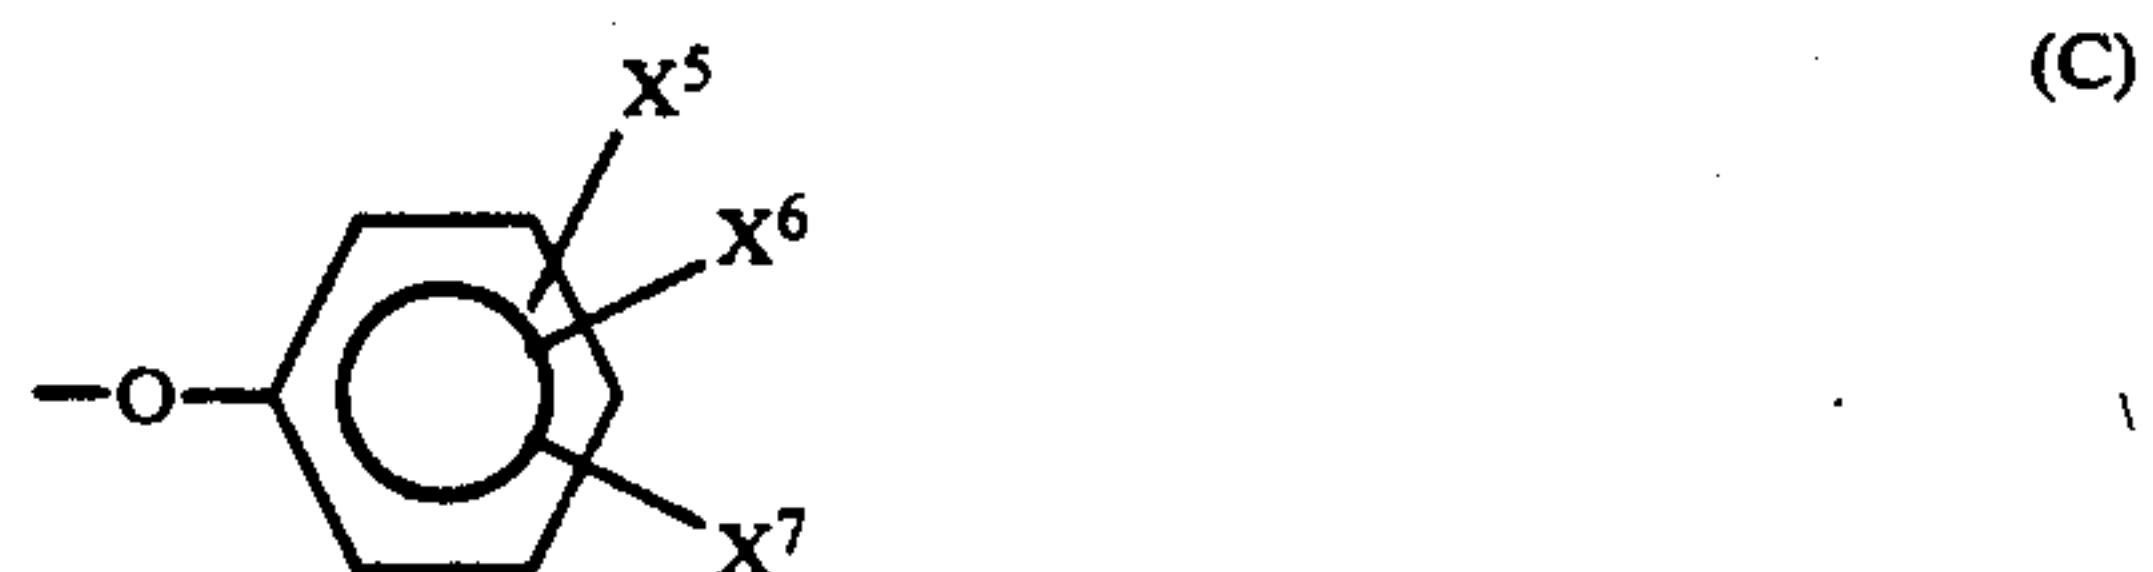 X⁵ (C)
X⁶
—O—
X⁷